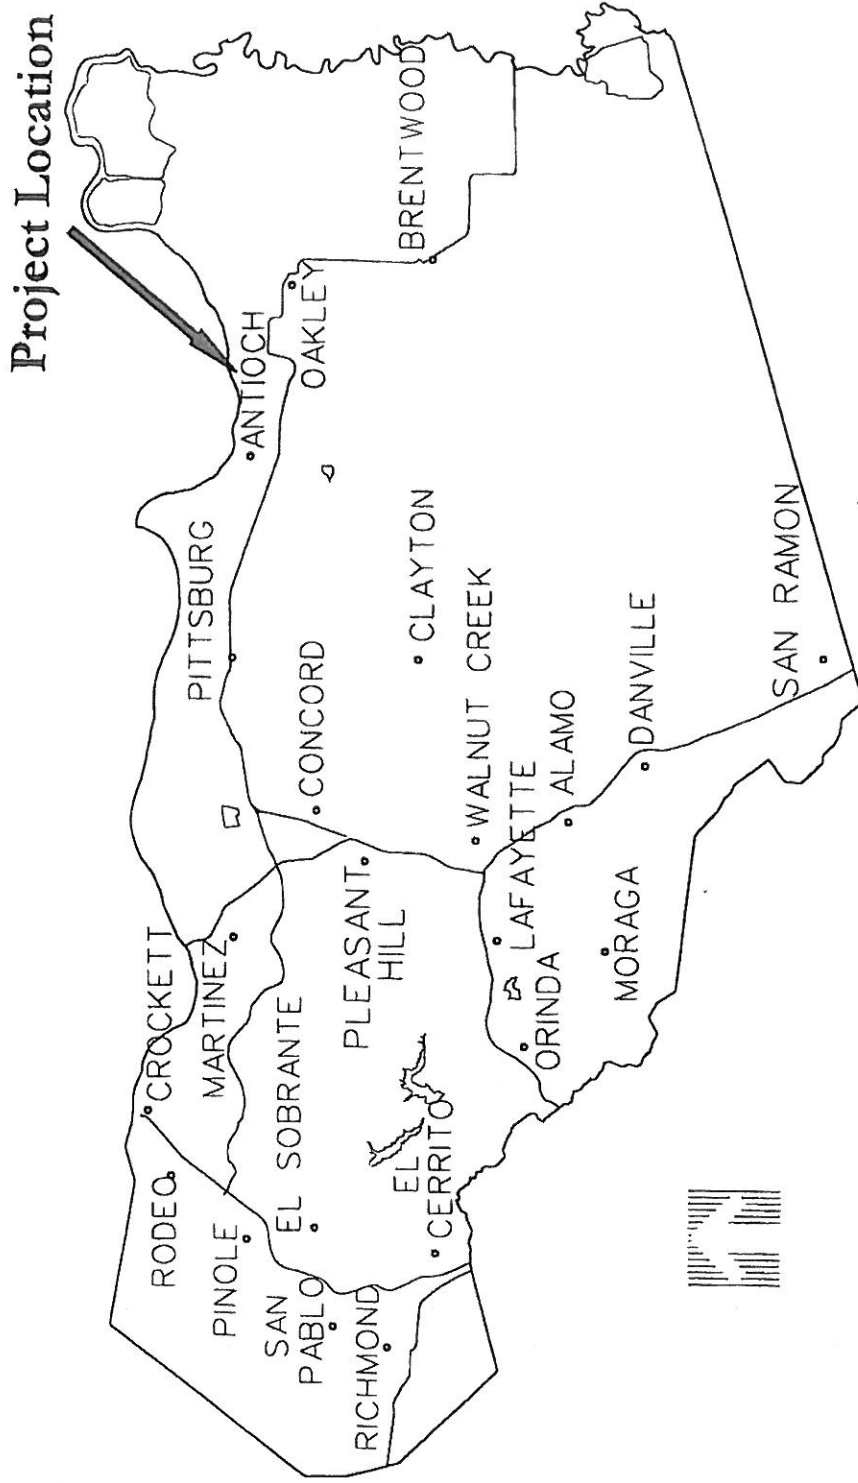 Project Location
CROCKETT
RODEO
MARTINEZ
PINOLE
EL SOBRANTE
SAN
PABLO
RICHMOND
EL
CERRITO
PLEASANT
HILL
PITTSBURG
CONCORD
ANTIOCH
OAKLEY
BRENTWOOD
CLAYTON
WALNUT CREEK
LAFAYETTE
ORINDA
ALAMO
MORAGA
DANVILLE
SAN RAMON